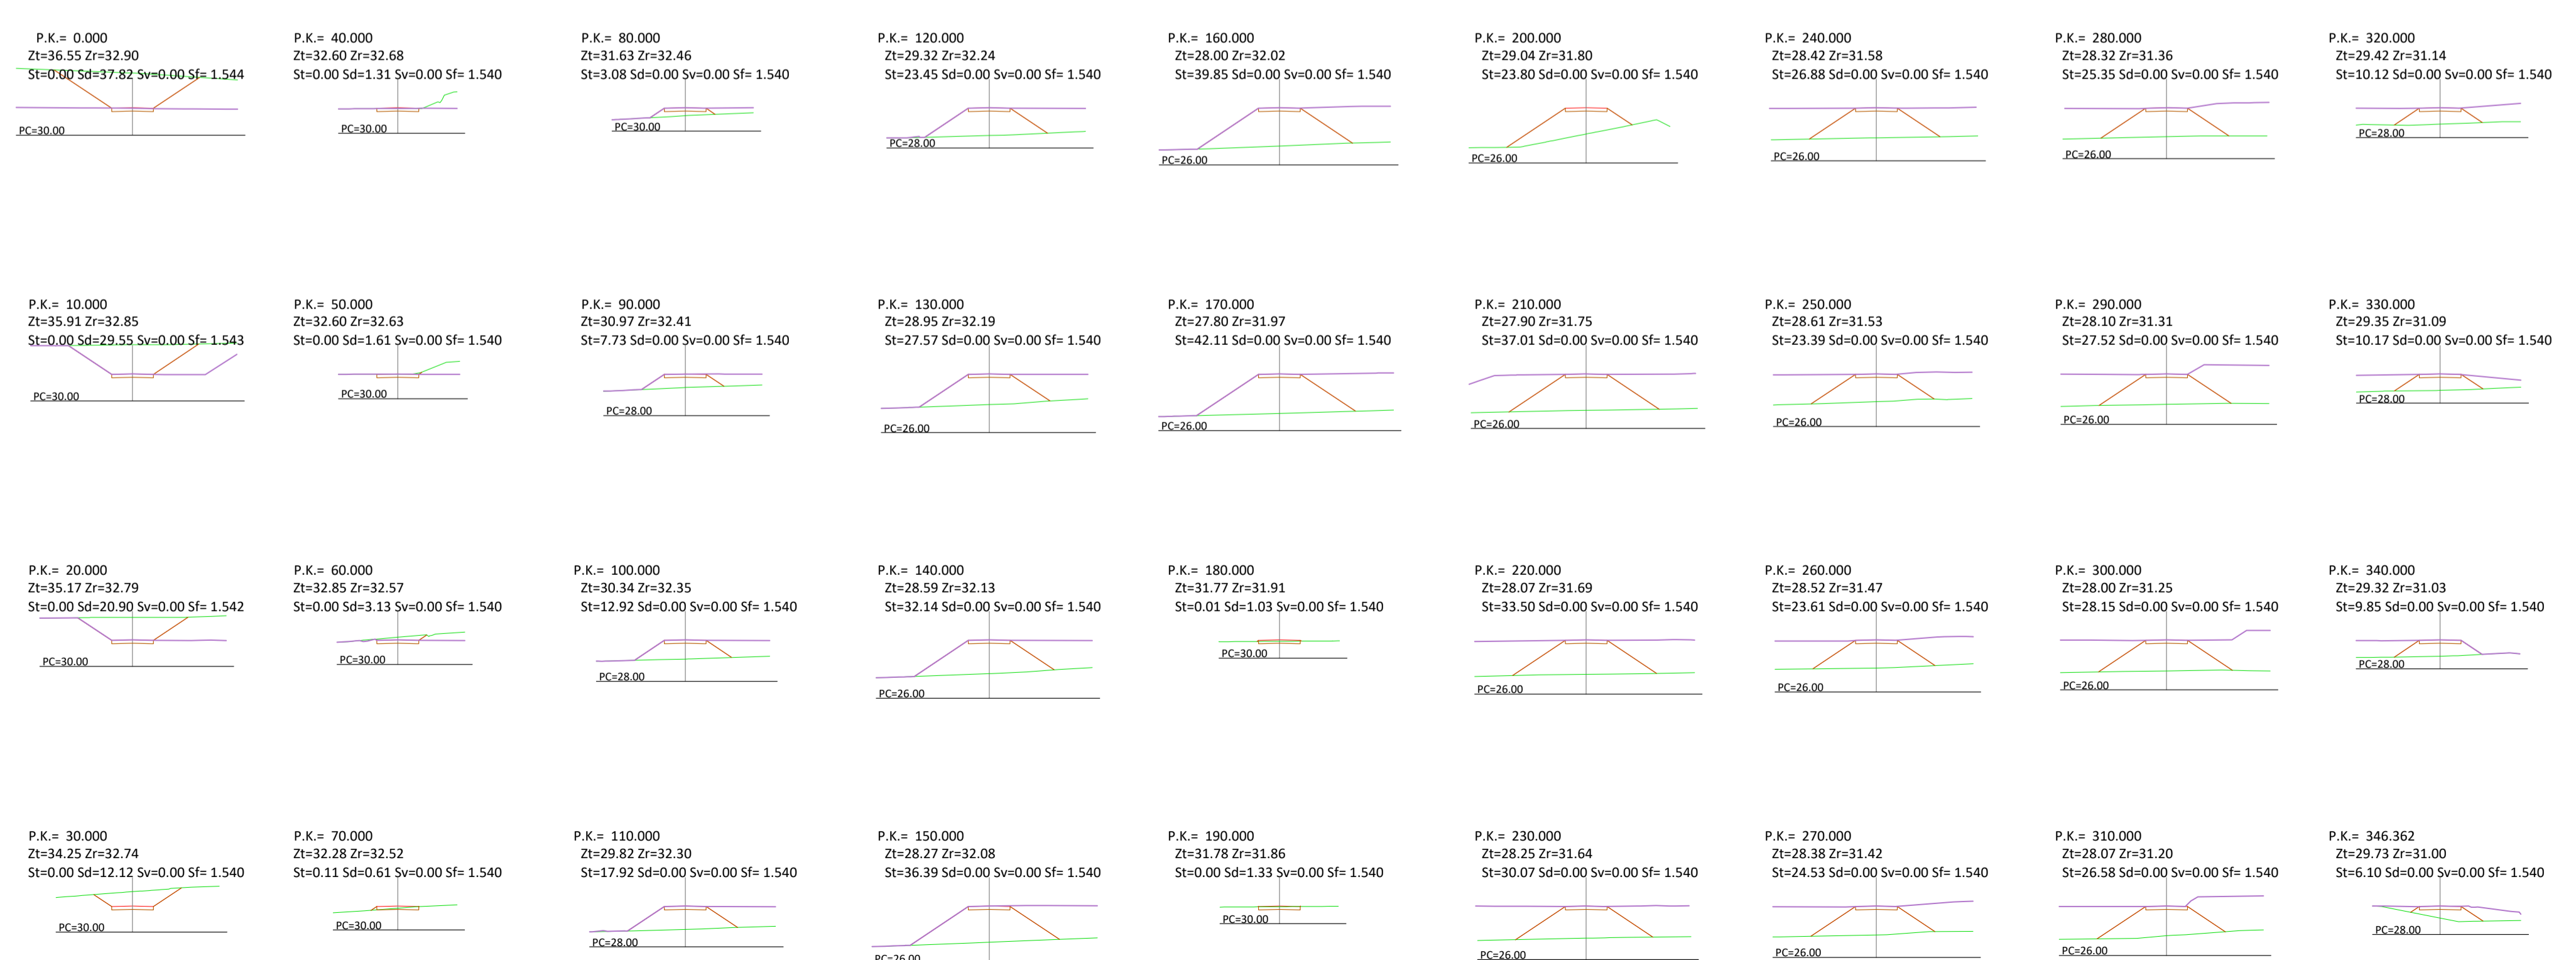 P.K.= 0.000
Zt=36.55 Zr=32.90
St=0.00 Sd=37.82 Sv=0.00 Sf= 1.544
PC=30.00
P.K.= 10.000
Zt=35.91 Zr=32.85
St=0.00 Sd=29.55 Sv=0.00 Sf= 1.543
PC=30.00
P.K.= 20.000
Zt=35.17 Zr=32.79
St=0.00 Sd=20.90 Sv=0.00 Sf= 1.542
PC=30.00
P.K.= 30.000
Zt=34.25 Zr=32.74
St=0.00 Sd=12.12 Sv=0.00 Sf= 1.540
PC=30.00
P.K.= 40.000
Zt=32.60 Zr=32.68
St=0.00 Sd=1.31 Sv=0.00 Sf= 1.540
PC=30.00
P.K.= 50.000
Zt=32.60 Zr=32.63
St=0.00 Sd=1.61 Sv=0.00 Sf= 1.540
PC=30.00
P.K.= 60.000
Zt=32.85 Zr=32.57
St=0.00 Sd=3.13 Sv=0.00 Sf= 1.540
PC=30.00
P.K.= 70.000
Zt=32.28 Zr=32.52
St=0.11 Sd=0.61 Sv=0.00 Sf= 1.540
PC=30.00
P.K.= 80.000
Zt=31.63 Zr=32.46
St=3.08 Sd=0.00 Sv=0.00 Sf= 1.540
PC=30.00
P.K.= 90.000
Zt=30.97 Zr=32.41
St=7.73 Sd=0.00 Sv=0.00 Sf= 1.540
PC=28.00
P.K.= 100.000
Zt=30.34 Zr=32.35
St=12.92 Sd=0.00 Sv=0.00 Sf= 1.540
PC=28.00
P.K.= 110.000
Zt=29.82 Zr=32.30
St=17.92 Sd=0.00 Sv=0.00 Sf= 1.540
PC=28.00
P.K.= 120.000
Zt=29.32 Zr=32.24
St=23.45 Sd=0.00 Sv=0.00 Sf= 1.540
PC=28.00
P.K.= 130.000
Zt=28.95 Zr=32.19
St=27.57 Sd=0.00 Sv=0.00 Sf= 1.540
PC=26.00
P.K.= 140.000
Zt=28.59 Zr=32.13
St=32.14 Sd=0.00 Sv=0.00 Sf= 1.540
PC=26.00
P.K.= 150.000
Zt=28.27 Zr=32.08
St=36.39 Sd=0.00 Sv=0.00 Sf= 1.540
PC=26.00
P.K.= 160.000
Zt=28.00 Zr=32.02
St=39.85 Sd=0.00 Sv=0.00 Sf= 1.540
PC=26.00
P.K.= 170.000
Zt=27.80 Zr=31.97
St=42.11 Sd=0.00 Sv=0.00 Sf= 1.540
PC=26.00
P.K.= 180.000
Zt=31.77 Zr=31.91
St=0.01 Sd=1.03 Sv=0.00 Sf= 1.540
PC=30.00
P.K.= 190.000
Zt=31.78 Zr=31.86
St=0.00 Sd=1.33 Sv=0.00 Sf= 1.540
PC=30.00
P.K.= 200.000
Zt=29.04 Zr=31.80
St=23.80 Sd=0.00 Sv=0.00 Sf= 1.540
PC=26.00
P.K.= 210.000
Zt=27.90 Zr=31.75
St=37.01 Sd=0.00 Sv=0.00 Sf= 1.540
PC=26.00
P.K.= 220.000
Zt=28.07 Zr=31.69
St=33.50 Sd=0.00 Sv=0.00 Sf= 1.540
PC=26.00
P.K.= 230.000
Zt=28.25 Zr=31.64
St=30.07 Sd=0.00 Sv=0.00 Sf= 1.540
PC=26.00
P.K.= 240.000
Zt=28.42 Zr=31.58
St=26.88 Sd=0.00 Sv=0.00 Sf= 1.540
PC=26.00
P.K.= 250.000
Zt=28.61 Zr=31.53
St=23.39 Sd=0.00 Sv=0.00 Sf= 1.540
PC=26.00
P.K.= 260.000
Zt=28.52 Zr=31.47
St=23.61 Sd=0.00 Sv=0.00 Sf= 1.540
PC=26.00
P.K.= 270.000
Zt=28.38 Zr=31.42
St=24.53 Sd=0.00 Sv=0.00 Sf= 1.540
PC=26.00
P.K.= 280.000
Zt=28.32 Zr=31.36
St=25.35 Sd=0.00 Sv=0.00 Sf= 1.540
PC=26.00
P.K.= 290.000
Zt=28.10 Zr=31.31
St=27.52 Sd=0.00 Sv=0.00 Sf= 1.540
PC=26.00
P.K.= 300.000
Zt=28.00 Zr=31.25
St=28.15 Sd=0.00 Sv=0.00 Sf= 1.540
PC=26.00
P.K.= 310.000
Zt=28.07 Zr=31.20
St=26.58 Sd=0.00 Sv=0.00 Sf= 1.540
PC=26.00
P.K.= 320.000
Zt=29.42 Zr=31.14
St=10.12 Sd=0.00 Sv=0.00 Sf= 1.540
PC=28.00
P.K.= 330.000
Zt=29.35 Zr=31.09
St=10.17 Sd=0.00 Sv=0.00 Sf= 1.540
PC=28.00
P.K.= 340.000
Zt=29.32 Zr=31.03
St=9.85 Sd=0.00 Sv=0.00 Sf= 1.540
PC=28.00
P.K.= 346.362
Zt=29.73 Zr=31.00
St=6.10 Sd=0.00 Sv=0.00 Sf= 1.540
PC=28.00